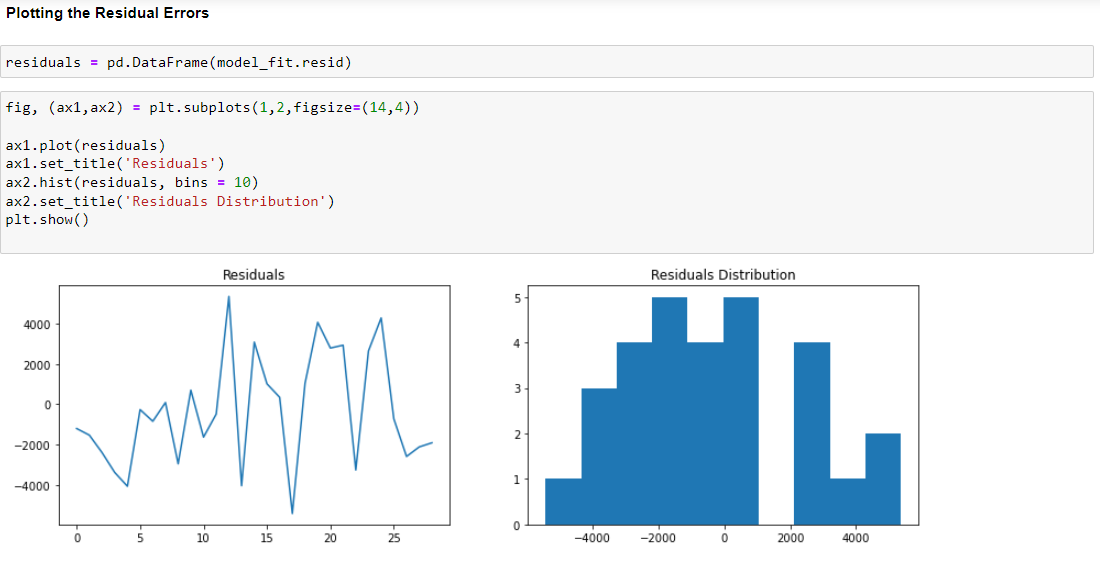 Plotting the Residual Errors
residuals = pd.DataFrame(model_fit.resid)
fig, (ax1,ax2) = plt.subplots(1,2,figsize=(14,4))
ax1.plot(residuals)
ax1.set_title('Residuals')
ax2.hist(residuals, bins = 10)
ax2.set_title('Residuals Distribution')
plt.show()
Residuals
4000
2000
0
−2000
−4000
0 5 10 15 20 25
Residuals Distribution
5
4
3
2
1
0
−4000 −2000 0 2000 4000